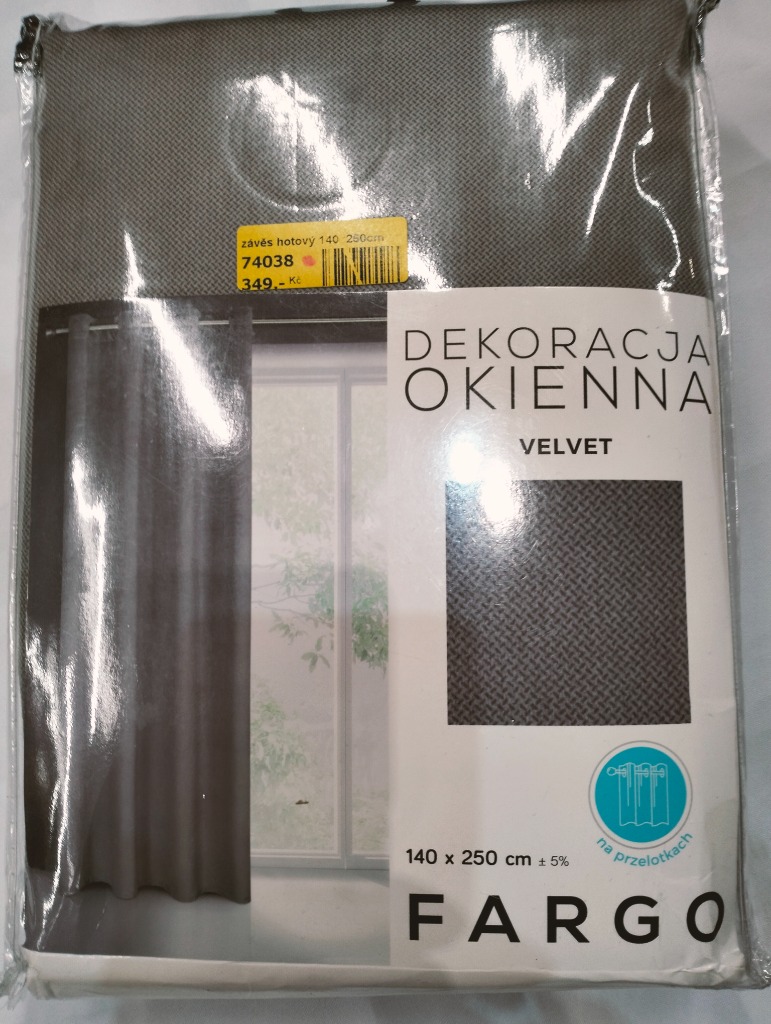 závěs hotový 140 250cm
74038
349,- Kč
DEKORACJA
OKIENNA
VELVET
na przelotkach
140 x 250 cm ± 5%
FARGO